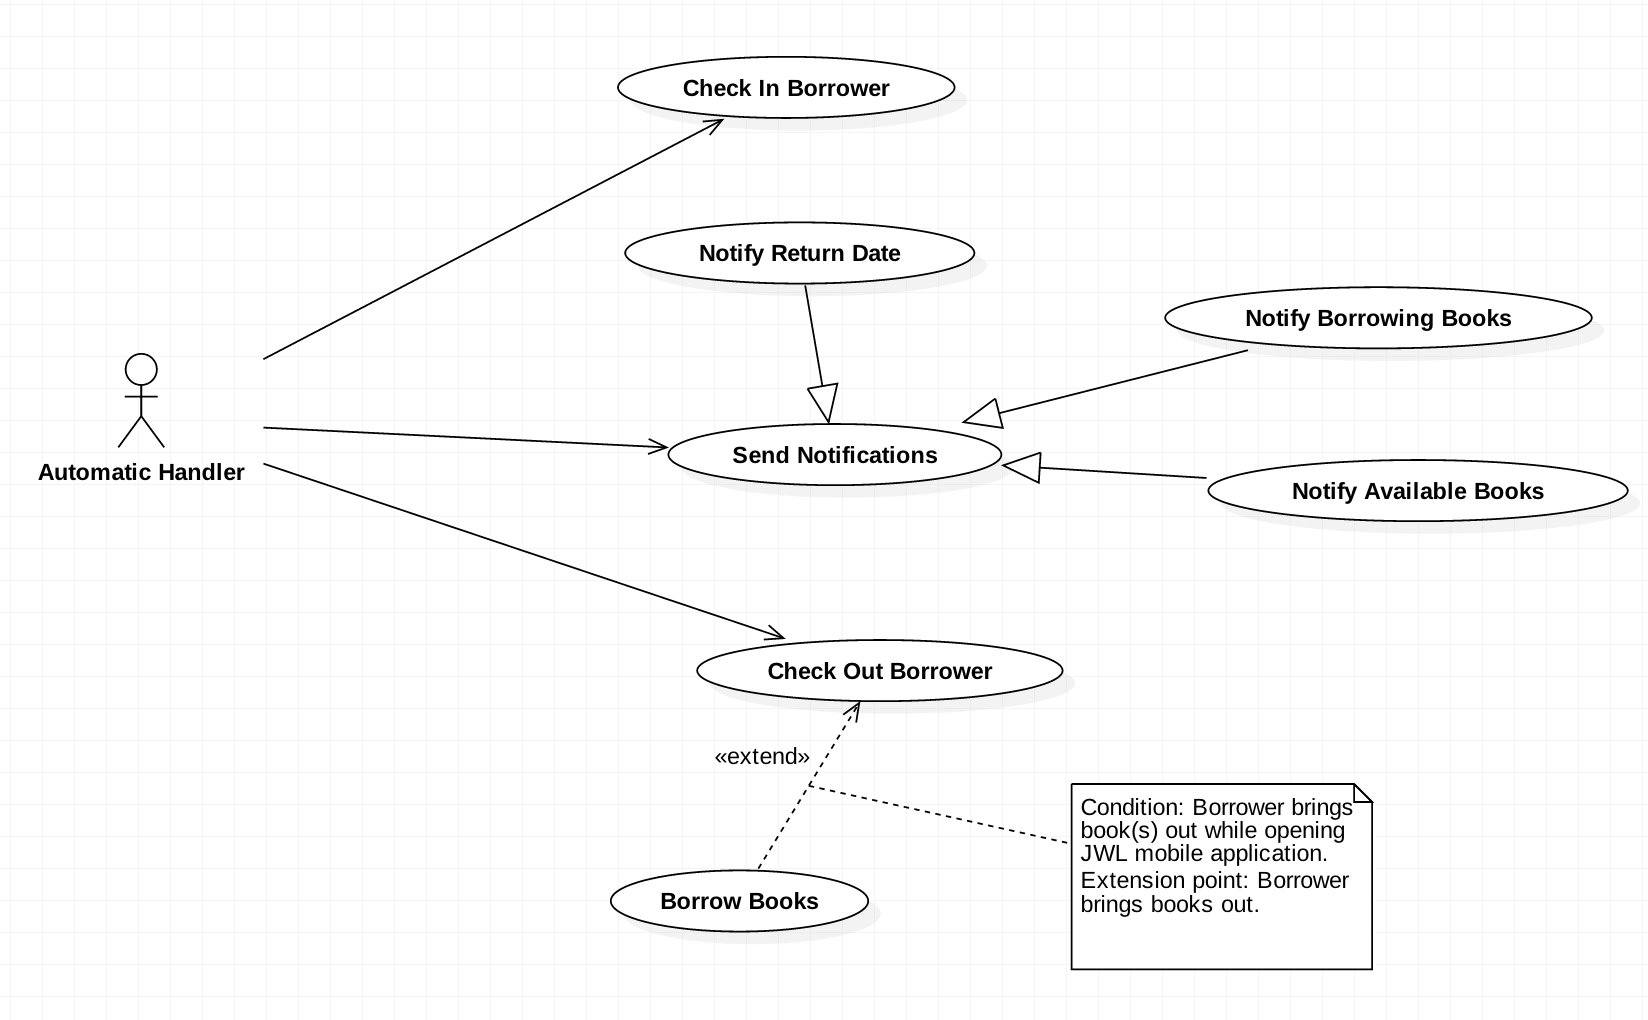 Check In Borrower
Notify Return Date
Notify Borrowing Books
Automatic Handler
Send Notifications
Notify Available Books
Check Out Borrower
«extend»
Condition: Borrower brings
book(s) out while opening
JWL mobile application.
Extension point: Borrower
brings books out.
Borrow Books